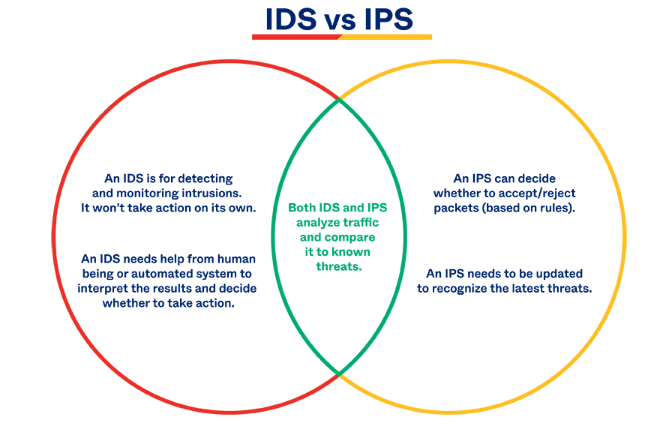 IDS vs IPS
An IDS is for detecting
and monitoring intrusions.
It won't take action on its own.
An IDS needs help from human
being or automated system to
interpret the results and decide
whether to take action.
Both IDS and IPS
analyze traffic
and compare
it to known
threats.
An IPS can decide
whether to accept/reject
packets (based on rules).
An IPS needs to be updated
to recognize the latest threats.